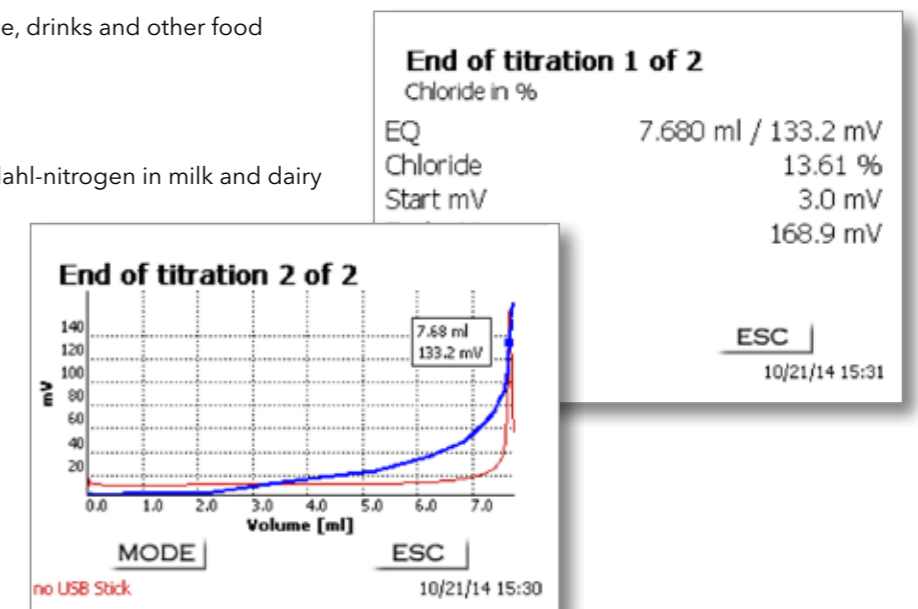 e, drinks and other food
ahl-nitrogen in milk and dairy
End of titration 1 of 2
Chloride in %
EQ 7.680 ml / 133.2 mV
Chloride 13.61 %
Start mV 3.0 mV
168.9 mV
ESC
10/21/14 15:31
End of titration 2 of 2
140
120
100
80
60
40
20
mV
7.68 ml
133.2 mV
0.0 1.0 2.0 3.0 4.0 5.0 6.0 7.0
Volume [ml]
MODE ESC
no USB Stick 10/21/14 15:30